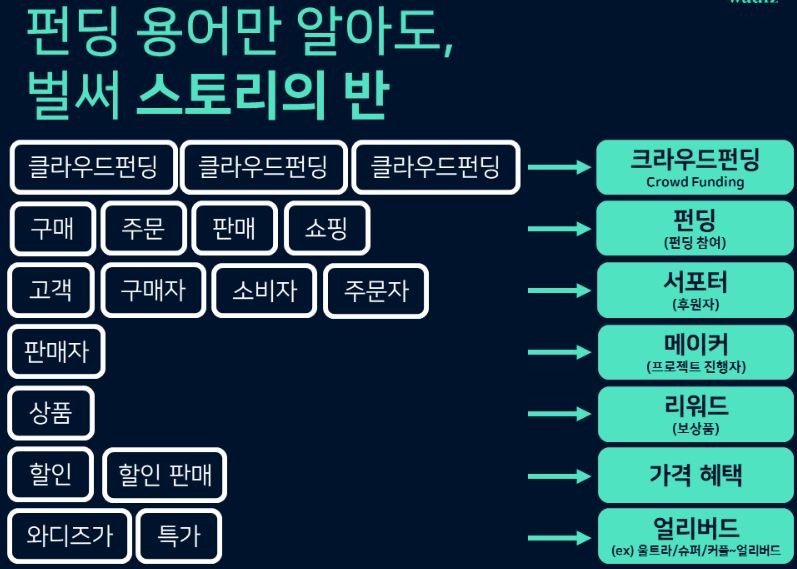 펀딩 용어만 알아도,
벌써 스토리의 반
클라우드펀딩 클라우드펀딩 클라우드펀딩 크라우드펀딩
Crowd Funding
구매 주문 판매 쇼핑 펀딩
(펀딩 참여)
고객 구매자 소비자 주문자 서포터
(후원자)
판매자 메이커
(프로젝트 진행자)
상품 리워드
(보상품)
할인 할인 판매 가격 혜택
와디즈가 특가 얼리버드
(ex) 울트라/슈퍼/커플~얼리버드